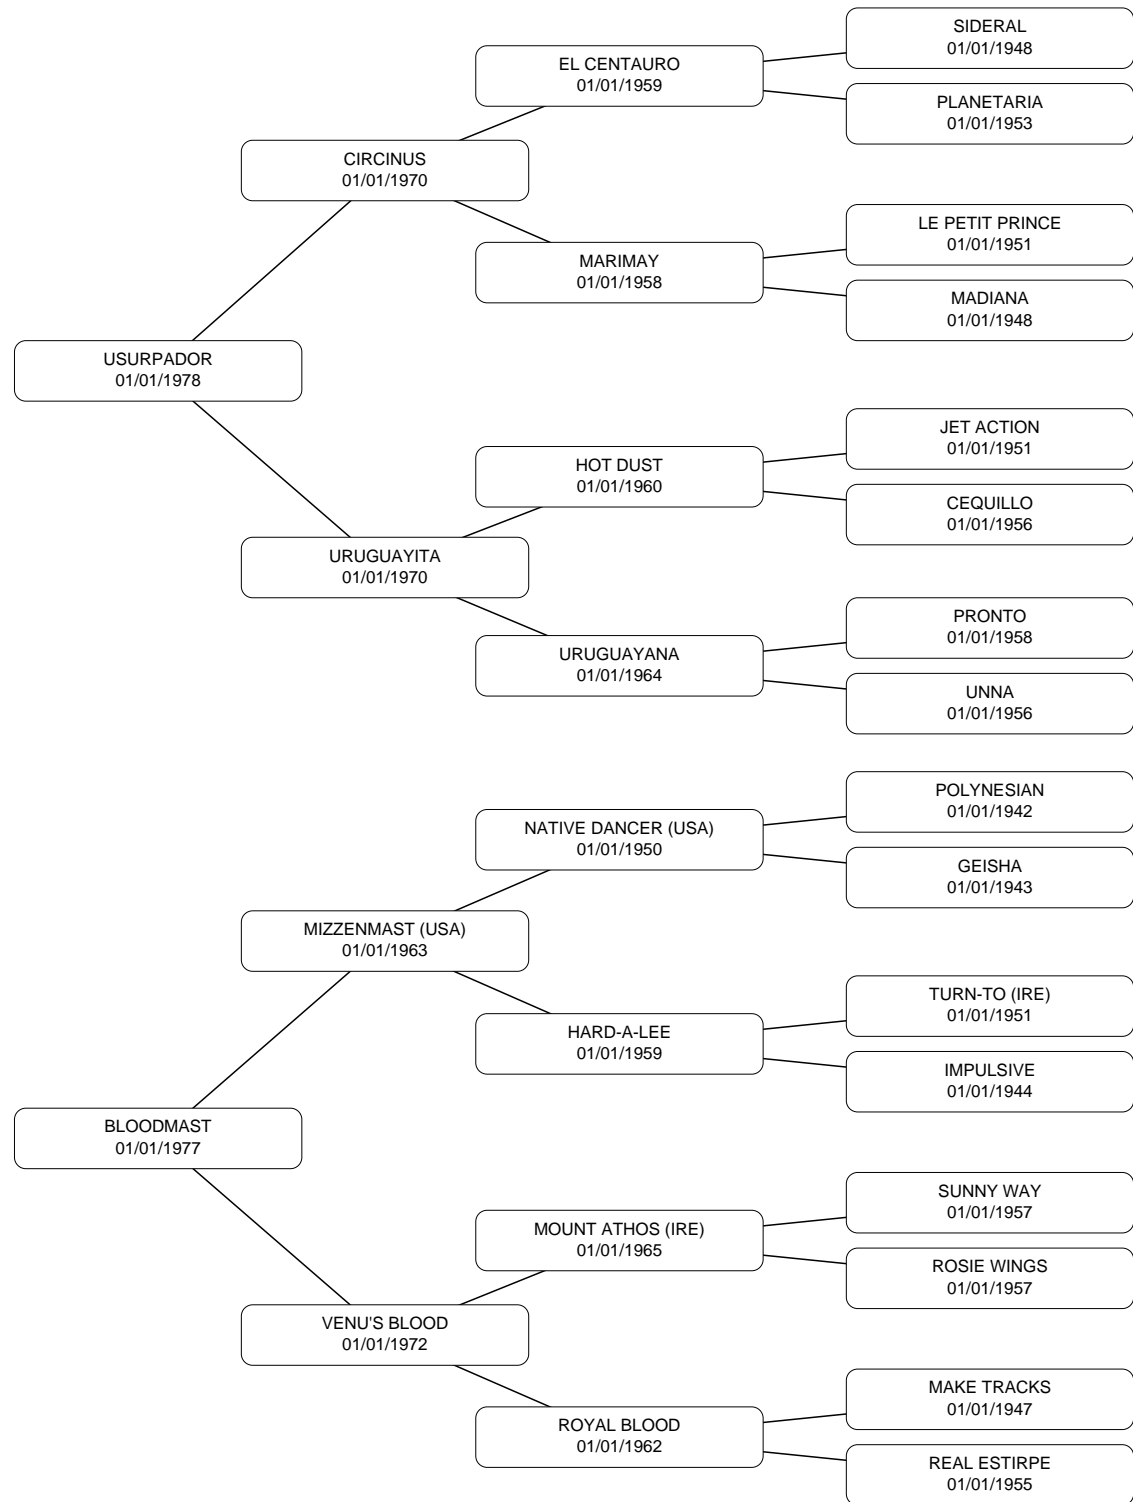 SIDERAL
01/01/1948
EL CENTAURO
01/01/1959
PLANETARIA
01/01/1953
CIRCINUS
01/01/1970
LE PETIT PRINCE
01/01/1951
MARIMAY
01/01/1958
MADIANA
01/01/1948
USURPADOR
01/01/1978
JET ACTION
01/01/1951
HOT DUST
01/01/1960
CEQUILLO
01/01/1956
URUGUAYITA
01/01/1970
PRONTO
01/01/1958
URUGUAYANA
01/01/1964
UNNA
01/01/1956
POLYNESIAN
01/01/1942
NATIVE DANCER (USA)
01/01/1950
GEISHA
01/01/1943
MIZZENMAST (USA)
01/01/1963
TURN-TO (IRE)
01/01/1951
HARD-A-LEE
01/01/1959
IMPULSIVE
01/01/1944
BLOODMAST
01/01/1977
SUNNY WAY
01/01/1957
MOUNT ATHOS (IRE)
01/01/1965
ROSIE WINGS
01/01/1957
VENU'S BLOOD
01/01/1972
MAKE TRACKS
01/01/1947
ROYAL BLOOD
01/01/1962
REAL ESTIRPE
01/01/1955